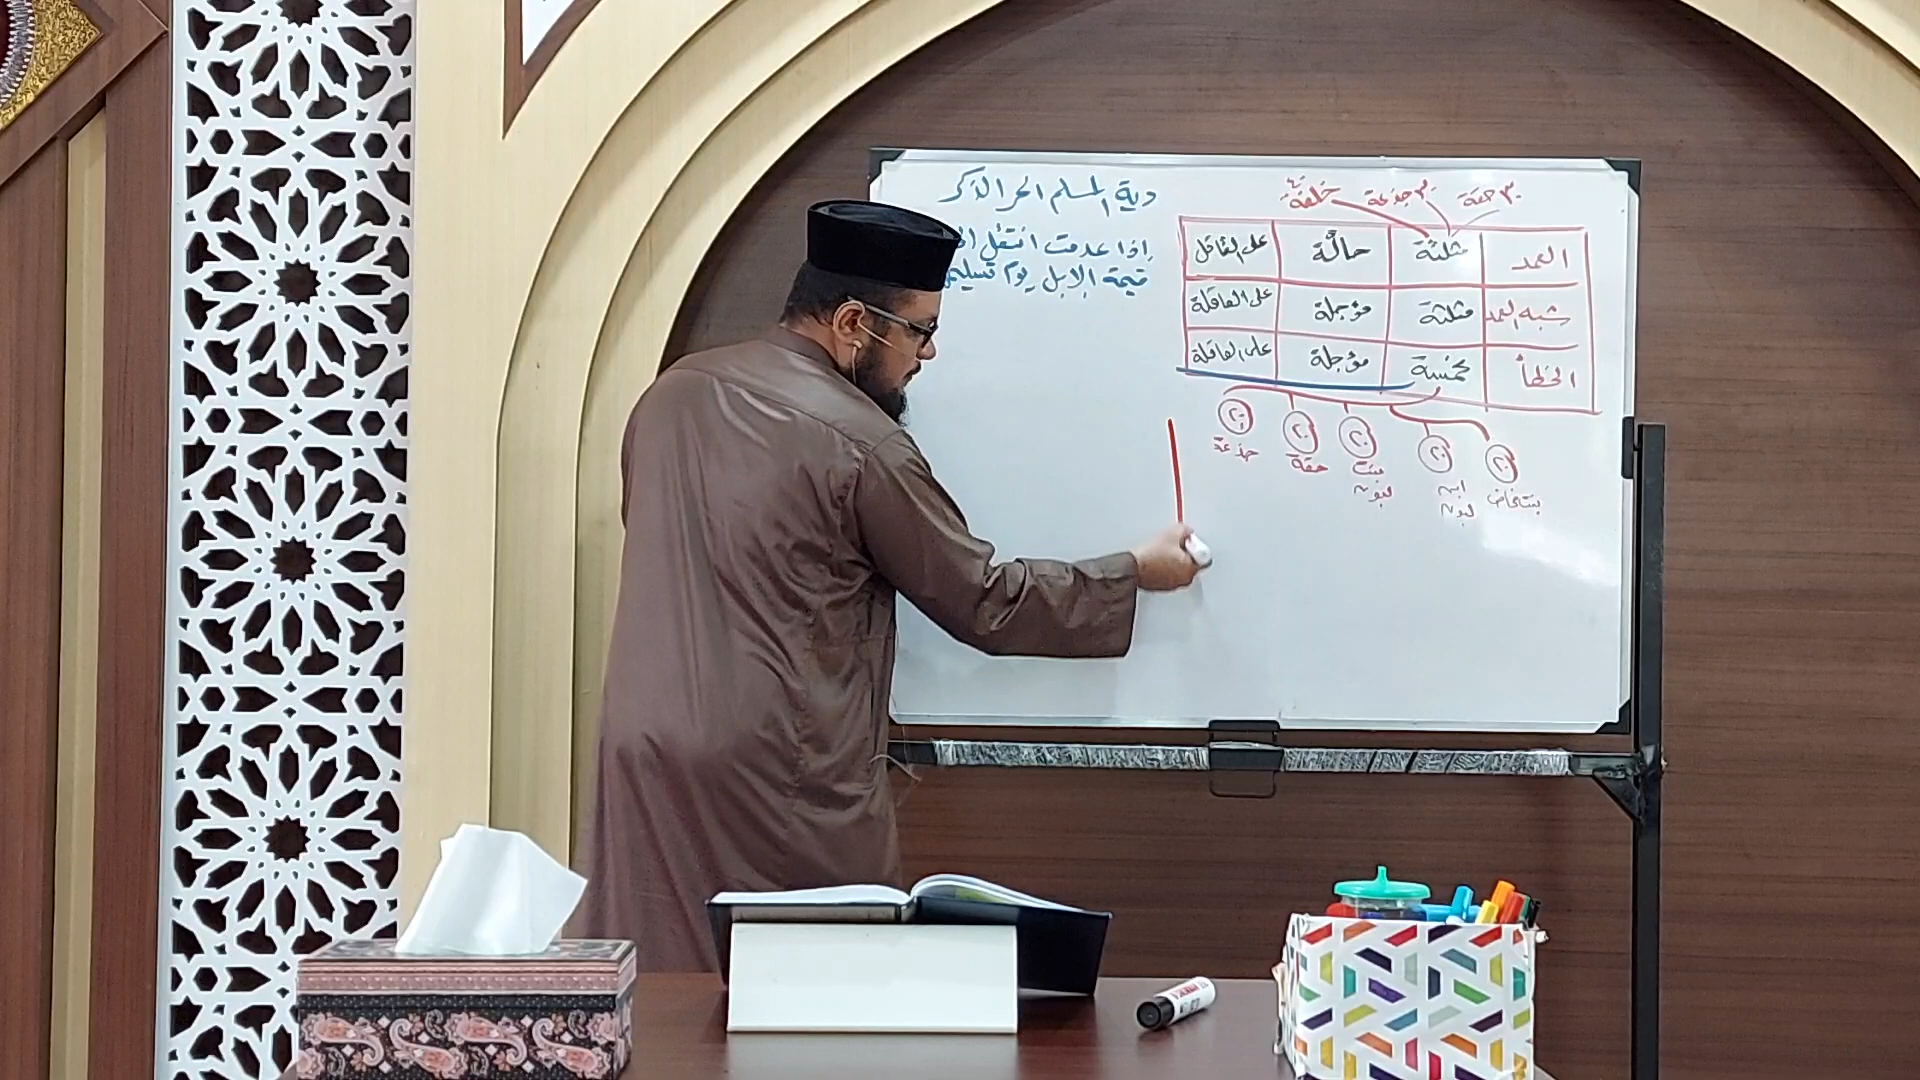 دية المسلم الحر الذكر
إذا عدمت انتقل
قيمة الإبل يوم
٣٠ حقة ٣٠ جذعة ٤٠ خلفة
العمد مثلثة حالّة على القاتل
شبه العمد مثلثة مؤجلة على العاقلة
الخطأ مخمسة مؤجلة على العاقلة
٢٠ ٢٠ ٢٠ ٢٠ ٢٠
بنت مخاض ابن لبون بنت لبون حقة جذعة